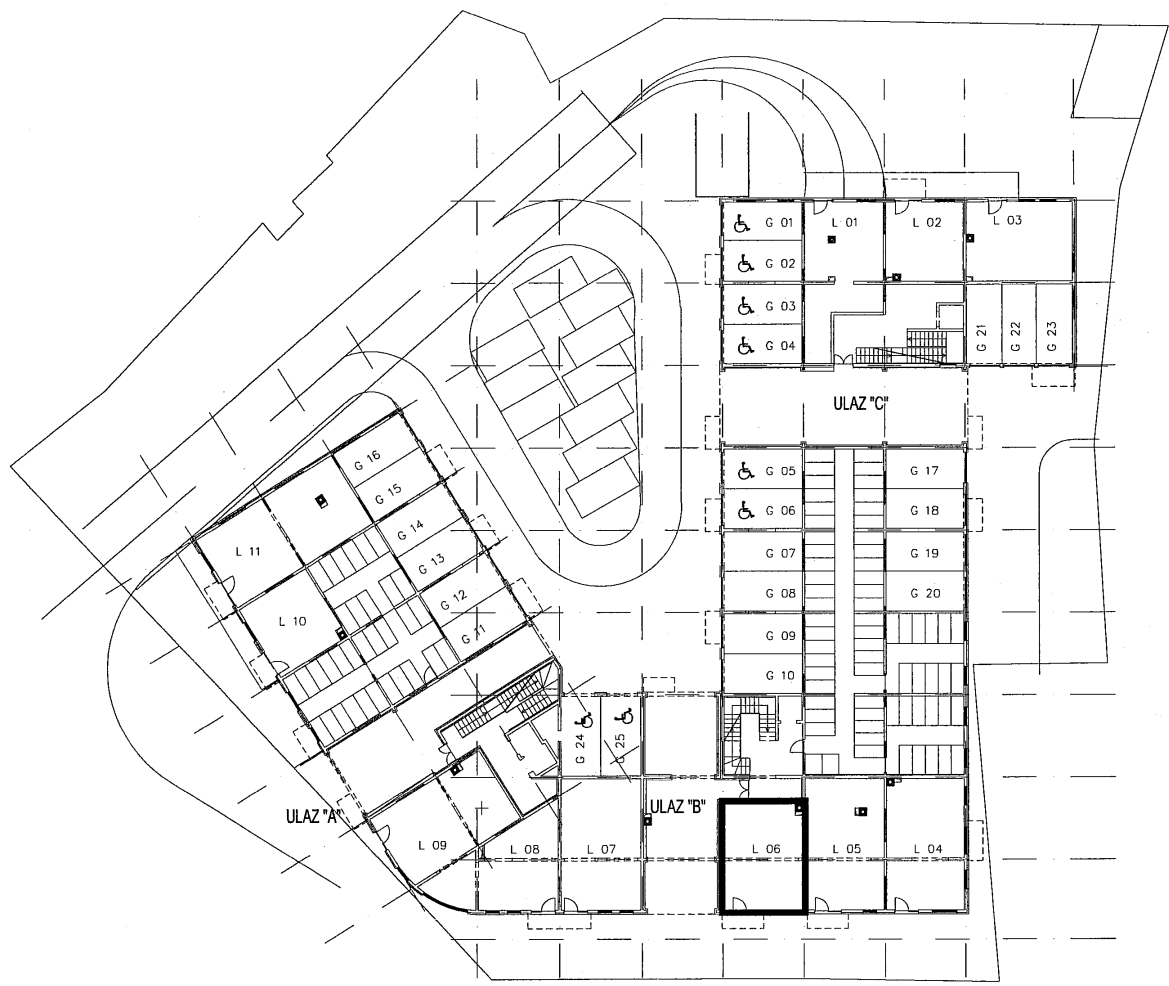 G 01
L 01
L 02
L 03
G 02
G 03
G 04
G 21
G 22
G 23
ULAZ "C"
G 05
G 17
G 06
G 18
G 07
G 19
G 08
G 20
G 09
G 10
G 16
G 15
L 11
G 14
G 13
L 10
G 12
G 11
G 24
G 25
ULAZ "A"
ULAZ "B"
L 09
L 08
L 07
L 06
L 05
L 04